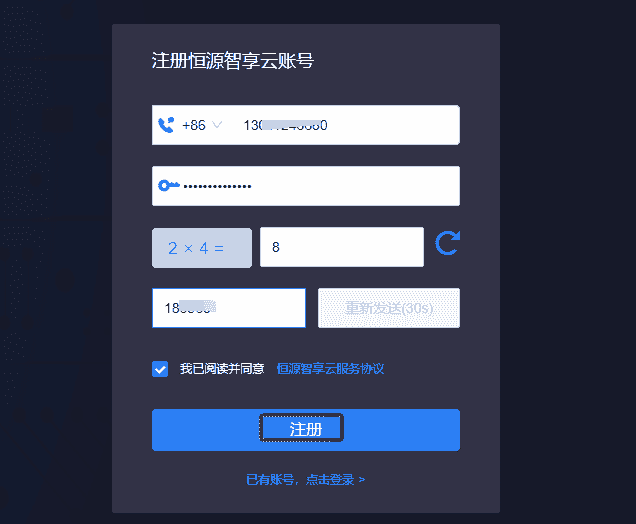 注册恒源智享云账号
+86
2 × 4 =
8
重新发送(30s)
我已阅读并同意 恒源智享云服务协议
注册
已有账号，点击登录 >